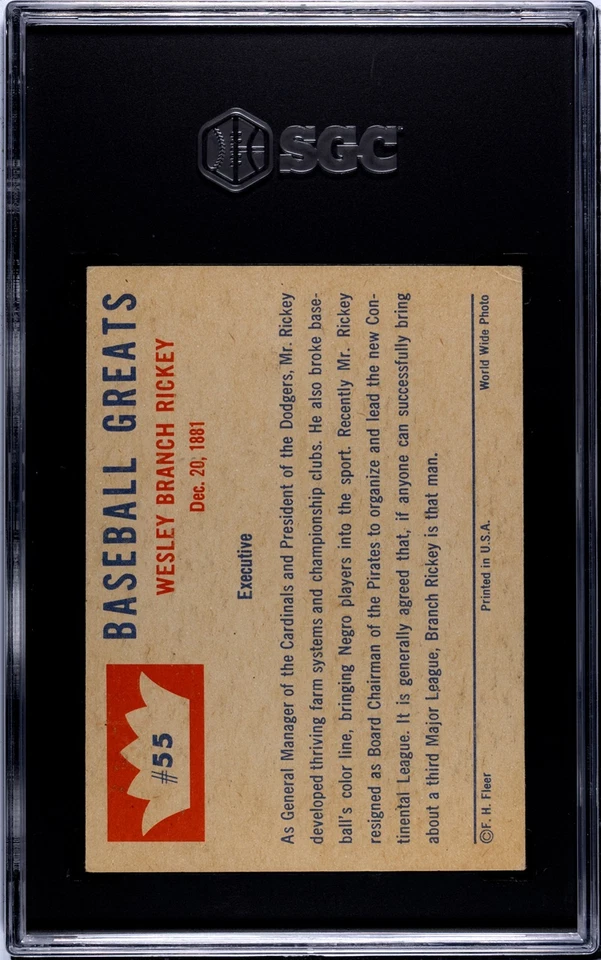 SGC
BASEBALL GREATS
#55
WESLEY BRANCH RICKEY
Dec. 20, 1881
Executive
As General Manager of the Cardinals and President of the Dodgers, Mr. Rickey
developed thriving farm systems and championship clubs. He also broke base-
ball's color line, bringing Negro players into the sport. Recently Mr. Rickey
resigned as Board Chairman of the Pirates to organize and lead the new Con-
tinental League. It is generally agreed that, if anyone can successfully bring
about a third Major League, Branch Rickey is that man.
©F. H. Fleer Printed in U.S.A. World Wide Photo